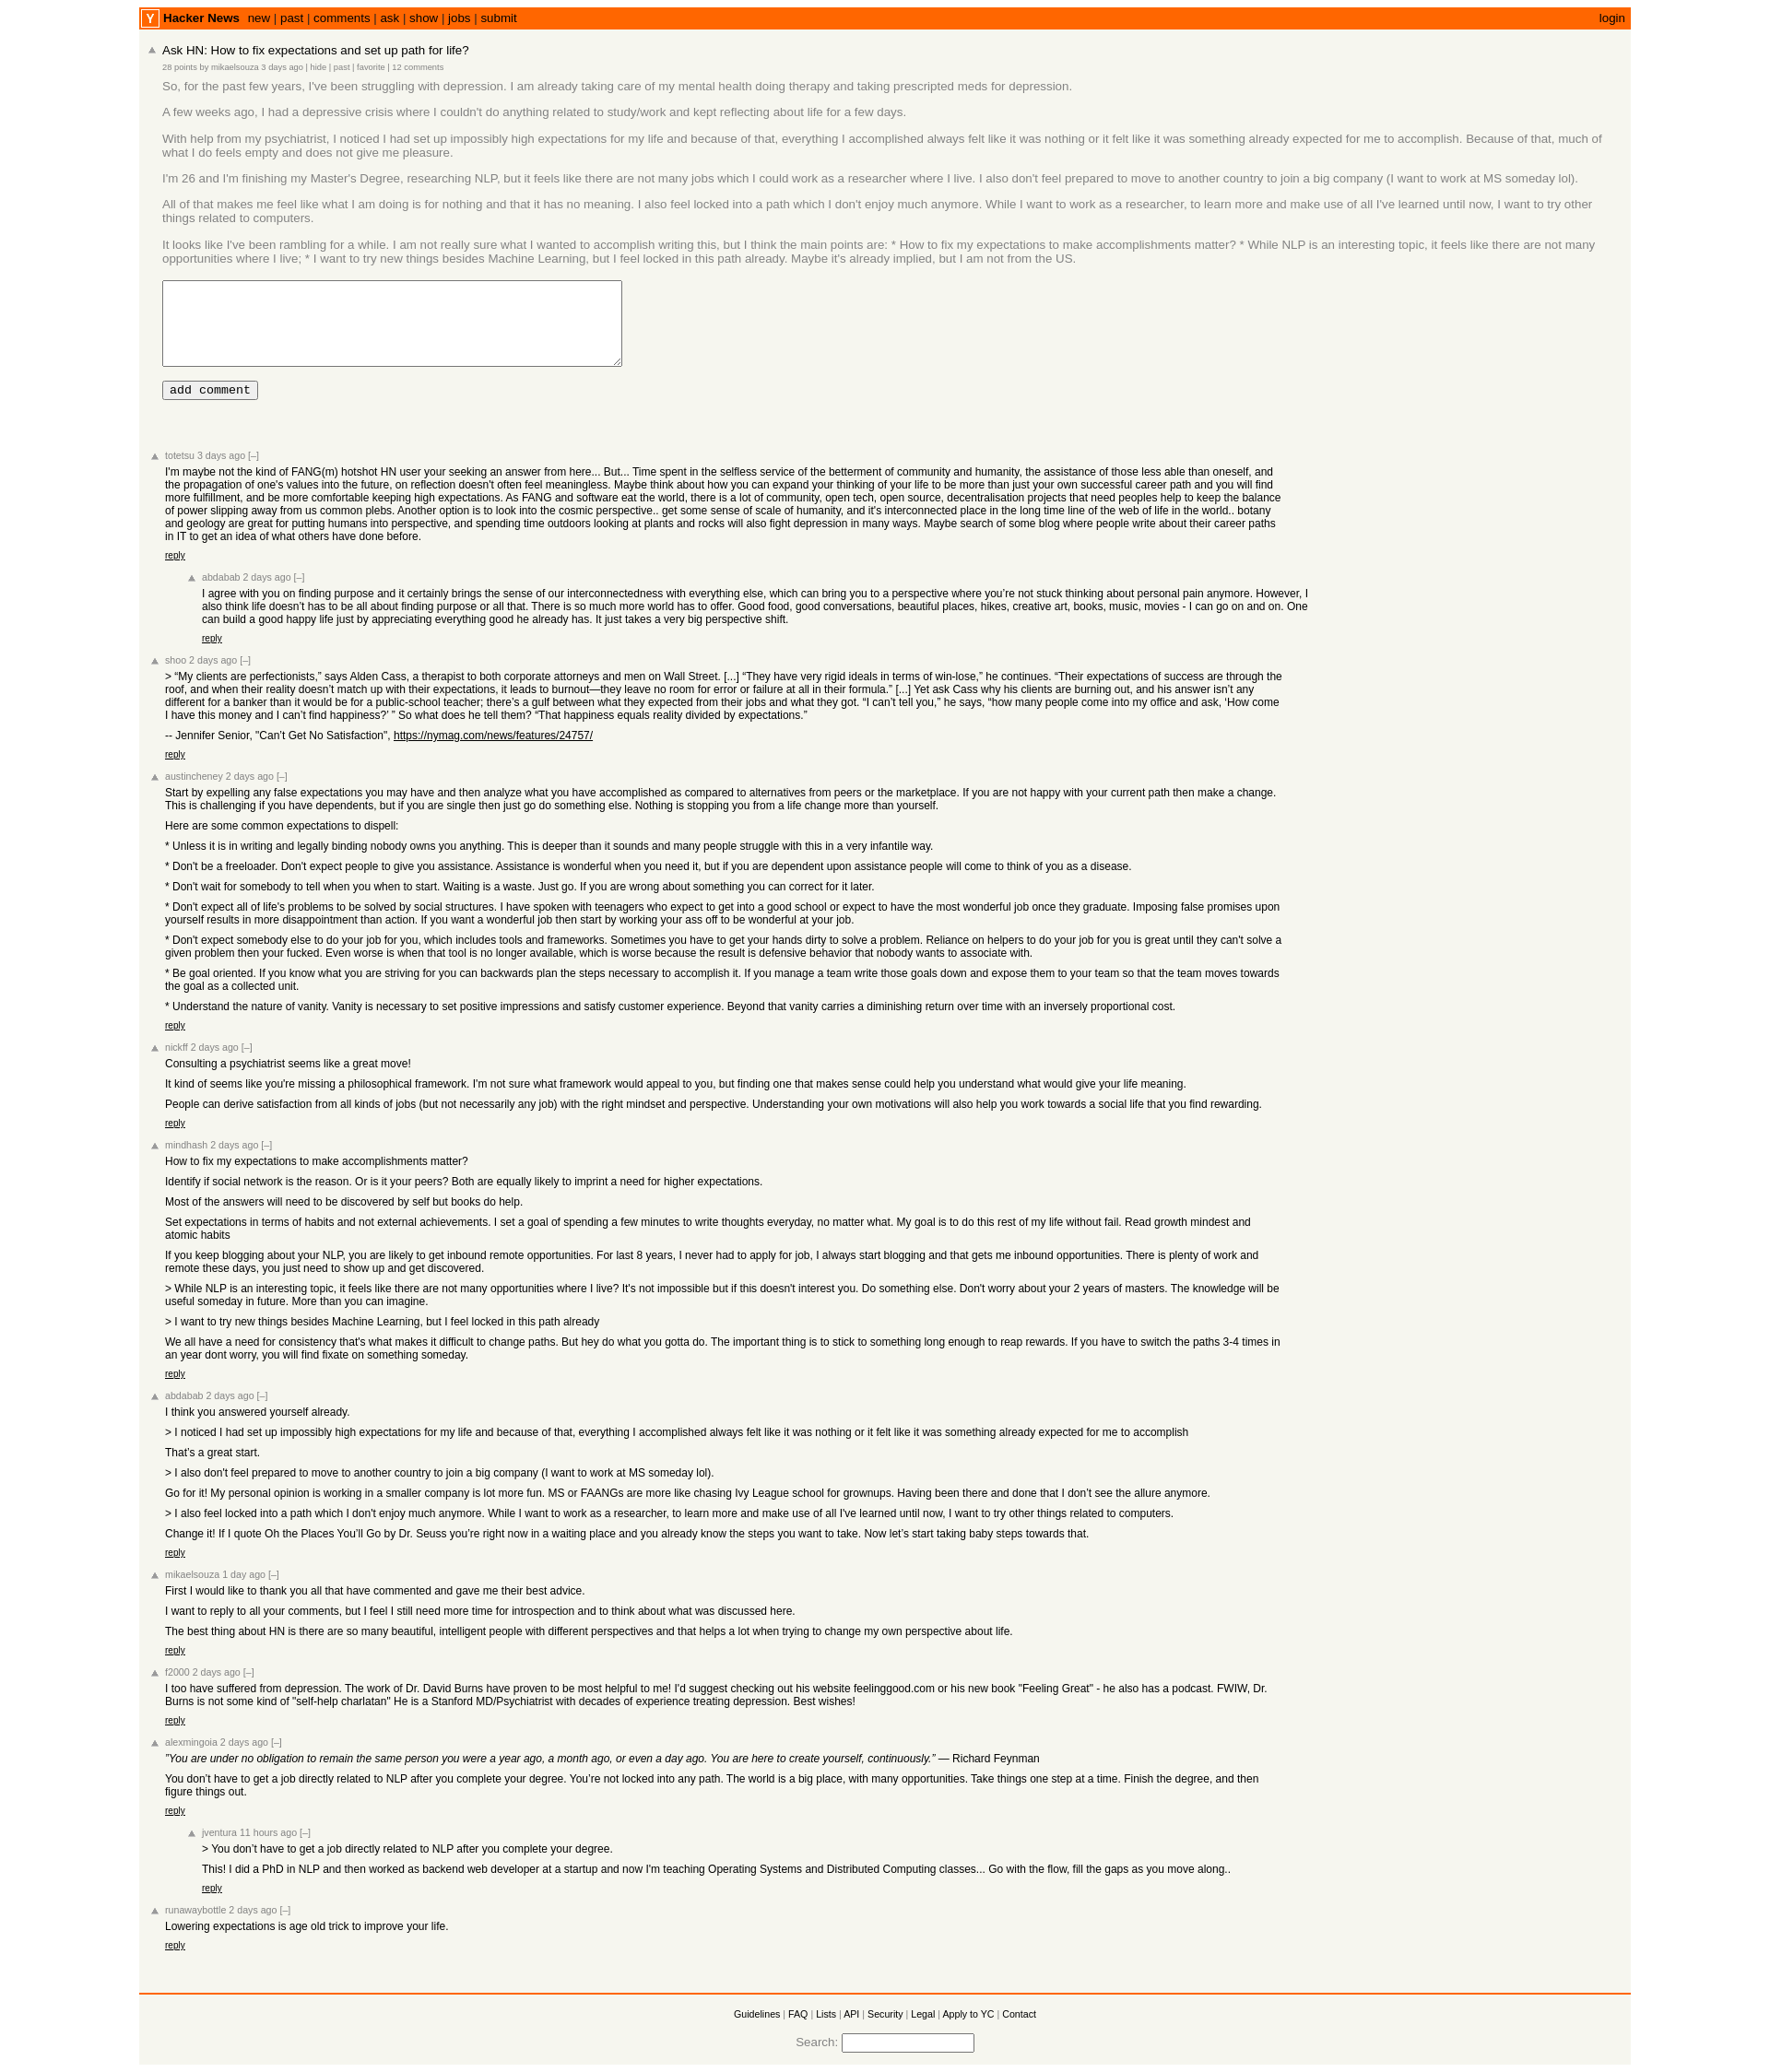 Y Hacker News new | past | comments | ask | show | jobs | submit login
Ask HN: How to fix expectations and set up path for life?
28 points by mikaelsouza 3 days ago | hide | past | favorite | 12 comments
So, for the past few years, I've been struggling with depression. I am already taking care of my mental health doing therapy and taking prescripted meds for depression.
A few weeks ago, I had a depressive crisis where I couldn't do anything related to study/work and kept reflecting about life for a few days.
With help from my psychiatrist, I noticed I had set up impossibly high expectations for my life and because of that, everything I accomplished always felt like it was nothing or it felt like it was something already expected for me to accomplish. Because of that, much of
what I do feels empty and does not give me pleasure.
I'm 26 and I'm finishing my Master's Degree, researching NLP, but it feels like there are not many jobs which I could work as a researcher where I live. I also don't feel prepared to move to another country to join a big company (I want to work at MS someday lol).
All of that makes me feel like what I am doing is for nothing and that it has no meaning. I also feel locked into a path which I don't enjoy much anymore. While I want to work as a researcher, to learn more and make use of all I've learned until now, I want to try other
things related to computers.
It looks like I've been rambling for a while. I am not really sure what I wanted to accomplish writing this, but I think the main points are: * How to fix my expectations to make accomplishments matter? * While NLP is an interesting topic, it feels like there are not many
opportunities where I live; * I want to try new things besides Machine Learning, but I feel locked in this path already. Maybe it's already implied, but I am not from the US.
add comment
totetsu 3 days ago [–]
I'm maybe not the kind of FANG(m) hotshot HN user your seeking an answer from here... But... Time spent in the selfless service of the betterment of community and humanity, the assistance of those less able than oneself, and
the propagation of one's values into the future, on reflection doesn't often feel meaningless. Maybe think about how you can expand your thinking of your life to be more than just your own successful career path and you will find
more fulfillment, and be more comfortable keeping high expectations. As FANG and software eat the world, there is a lot of community, open tech, open source, decentralisation projects that need peoples help to keep the balance
of power slipping away from us common plebs. Another option is to look into the cosmic perspective.. get some sense of scale of humanity, and it's interconnected place in the long time line of the web of life in the world.. botany
and geology are great for putting humans into perspective, and spending time outdoors looking at plants and rocks will also fight depression in many ways. Maybe search of some blog where people write about their career paths
in IT to get an idea of what others have done before.
reply
abdabab 2 days ago [–]
I agree with you on finding purpose and it certainly brings the sense of our interconnectedness with everything else, which can bring you to a perspective where you’re not stuck thinking about personal pain anymore. However, I
also think life doesn’t has to be all about finding purpose or all that. There is so much more world has to offer. Good food, good conversations, beautiful places, hikes, creative art, books, music, movies - I can go on and on. One
can build a good happy life just by appreciating everything good he already has. It just takes a very big perspective shift.
reply
shoo 2 days ago [–]
> “My clients are perfectionists,” says Alden Cass, a therapist to both corporate attorneys and men on Wall Street. [...] “They have very rigid ideals in terms of win-lose,” he continues. “Their expectations of success are through the
roof, and when their reality doesn’t match up with their expectations, it leads to burnout—they leave no room for error or failure at all in their formula.” [...] Yet ask Cass why his clients are burning out, and his answer isn’t any
different for a banker than it would be for a public-school teacher; there’s a gulf between what they expected from their jobs and what they got. “I can’t tell you,” he says, “how many people come into my office and ask, ‘How come
I have this money and I can’t find happiness?’ ” So what does he tell them? “That happiness equals reality divided by expectations.”
-- Jennifer Senior, "Can’t Get No Satisfaction", https://nymag.com/news/features/24757/
reply
austincheney 2 days ago [–]
Start by expelling any false expectations you may have and then analyze what you have accomplished as compared to alternatives from peers or the marketplace. If you are not happy with your current path then make a change.
This is challenging if you have dependents, but if you are single then just go do something else. Nothing is stopping you from a life change more than yourself.
Here are some common expectations to dispell:
* Unless it is in writing and legally binding nobody owns you anything. This is deeper than it sounds and many people struggle with this in a very infantile way.
* Don't be a freeloader. Don't expect people to give you assistance. Assistance is wonderful when you need it, but if you are dependent upon assistance people will come to think of you as a disease.
* Don't wait for somebody to tell when you when to start. Waiting is a waste. Just go. If you are wrong about something you can correct for it later.
* Don't expect all of life's problems to be solved by social structures. I have spoken with teenagers who expect to get into a good school or expect to have the most wonderful job once they graduate. Imposing false promises upon
yourself results in more disappointment than action. If you want a wonderful job then start by working your ass off to be wonderful at your job.
* Don't expect somebody else to do your job for you, which includes tools and frameworks. Sometimes you have to get your hands dirty to solve a problem. Reliance on helpers to do your job for you is great until they can't solve a
given problem then your fucked. Even worse is when that tool is no longer available, which is worse because the result is defensive behavior that nobody wants to associate with.
* Be goal oriented. If you know what you are striving for you can backwards plan the steps necessary to accomplish it. If you manage a team write those goals down and expose them to your team so that the team moves towards
the goal as a collected unit.
* Understand the nature of vanity. Vanity is necessary to set positive impressions and satisfy customer experience. Beyond that vanity carries a diminishing return over time with an inversely proportional cost.
reply
nickff 2 days ago [–]
Consulting a psychiatrist seems like a great move!
It kind of seems like you're missing a philosophical framework. I'm not sure what framework would appeal to you, but finding one that makes sense could help you understand what would give your life meaning.
People can derive satisfaction from all kinds of jobs (but not necessarily any job) with the right mindset and perspective. Understanding your own motivations will also help you work towards a social life that you find rewarding.
reply
mindhash 2 days ago [–]
How to fix my expectations to make accomplishments matter?
Identify if social network is the reason. Or is it your peers? Both are equally likely to imprint a need for higher expectations.
Most of the answers will need to be discovered by self but books do help.
Set expectations in terms of habits and not external achievements. I set a goal of spending a few minutes to write thoughts everyday, no matter what. My goal is to do this rest of my life without fail. Read growth mindest and
atomic habits
If you keep blogging about your NLP, you are likely to get inbound remote opportunities. For last 8 years, I never had to apply for job, I always start blogging and that gets me inbound opportunities. There is plenty of work and
remote these days, you just need to show up and get discovered.
> While NLP is an interesting topic, it feels like there are not many opportunities where I live? It's not impossible but if this doesn't interest you. Do something else. Don't worry about your 2 years of masters. The knowledge will be
useful someday in future. More than you can imagine.
> I want to try new things besides Machine Learning, but I feel locked in this path already
We all have a need for consistency that's what makes it difficult to change paths. But hey do what you gotta do. The important thing is to stick to something long enough to reap rewards. If you have to switch the paths 3-4 times in
an year dont worry, you will find fixate on something someday.
reply
abdabab 2 days ago [–]
I think you answered yourself already.
> I noticed I had set up impossibly high expectations for my life and because of that, everything I accomplished always felt like it was nothing or it felt like it was something already expected for me to accomplish
That’s a great start.
> I also don't feel prepared to move to another country to join a big company (I want to work at MS someday lol).
Go for it! My personal opinion is working in a smaller company is lot more fun. MS or FAANGs are more like chasing Ivy League school for grownups. Having been there and done that I don’t see the allure anymore.
> I also feel locked into a path which I don't enjoy much anymore. While I want to work as a researcher, to learn more and make use of all I've learned until now, I want to try other things related to computers.
Change it! If I quote Oh the Places You’ll Go by Dr. Seuss you’re right now in a waiting place and you already know the steps you want to take. Now let’s start taking baby steps towards that.
reply
mikaelsouza 1 day ago [–]
First I would like to thank you all that have commented and gave me their best advice.
I want to reply to all your comments, but I feel I still need more time for introspection and to think about what was discussed here.
The best thing about HN is there are so many beautiful, intelligent people with different perspectives and that helps a lot when trying to change my own perspective about life.
reply
f2000 2 days ago [–]
I too have suffered from depression. The work of Dr. David Burns have proven to be most helpful to me! I'd suggest checking out his website feelinggood.com or his new book "Feeling Great" - he also has a podcast. FWIW, Dr.
Burns is not some kind of "self-help charlatan" He is a Stanford MD/Psychiatrist with decades of experience treating depression. Best wishes!
reply
alexmingoia 2 days ago [–]
”You are under no obligation to remain the same person you were a year ago, a month ago, or even a day ago. You are here to create yourself, continuously.” — Richard Feynman
You don’t have to get a job directly related to NLP after you complete your degree. You’re not locked into any path. The world is a big place, with many opportunities. Take things one step at a time. Finish the degree, and then
figure things out.
reply
jventura 11 hours ago [–]
> You don’t have to get a job directly related to NLP after you complete your degree.
This! I did a PhD in NLP and then worked as backend web developer at a startup and now I'm teaching Operating Systems and Distributed Computing classes... Go with the flow, fill the gaps as you move along..
reply
runawaybottle 2 days ago [–]
Lowering expectations is age old trick to improve your life.
reply
Guidelines | FAQ | Lists | API | Security | Legal | Apply to YC | Contact
Search: